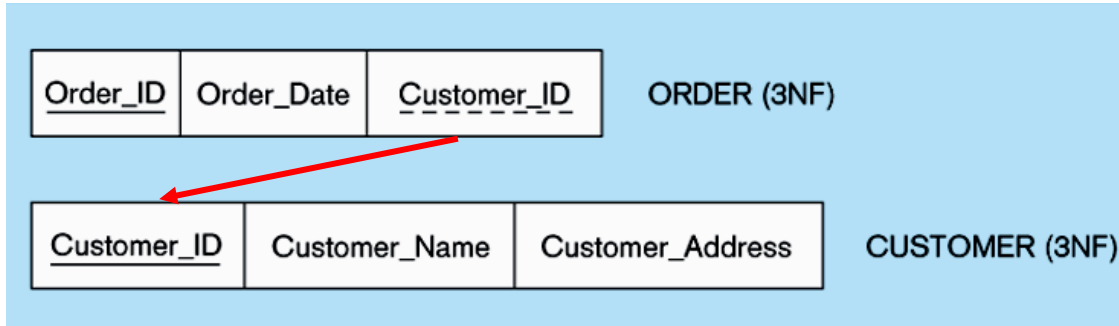 Order_ID Order_Date Customer_ID ORDER (3NF)
Customer_ID Customer_Name Customer_Address CUSTOMER (3NF)